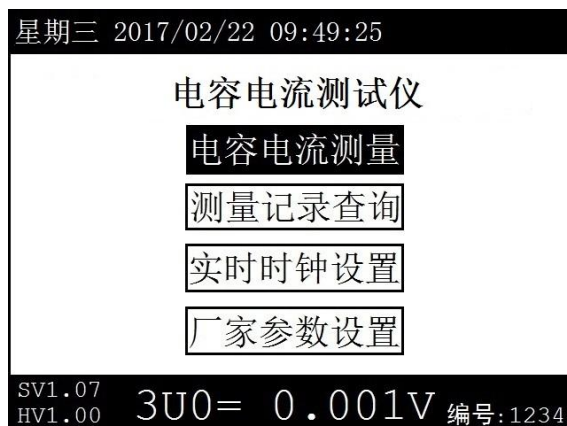 星期三 2017/02/22 09:49:25
电容电流测试仪
电容电流测量
测量记录查询
实时时钟设置
厂家参数设置
SV1.07
HV1.00 3U0= 0.001V 编号:1234